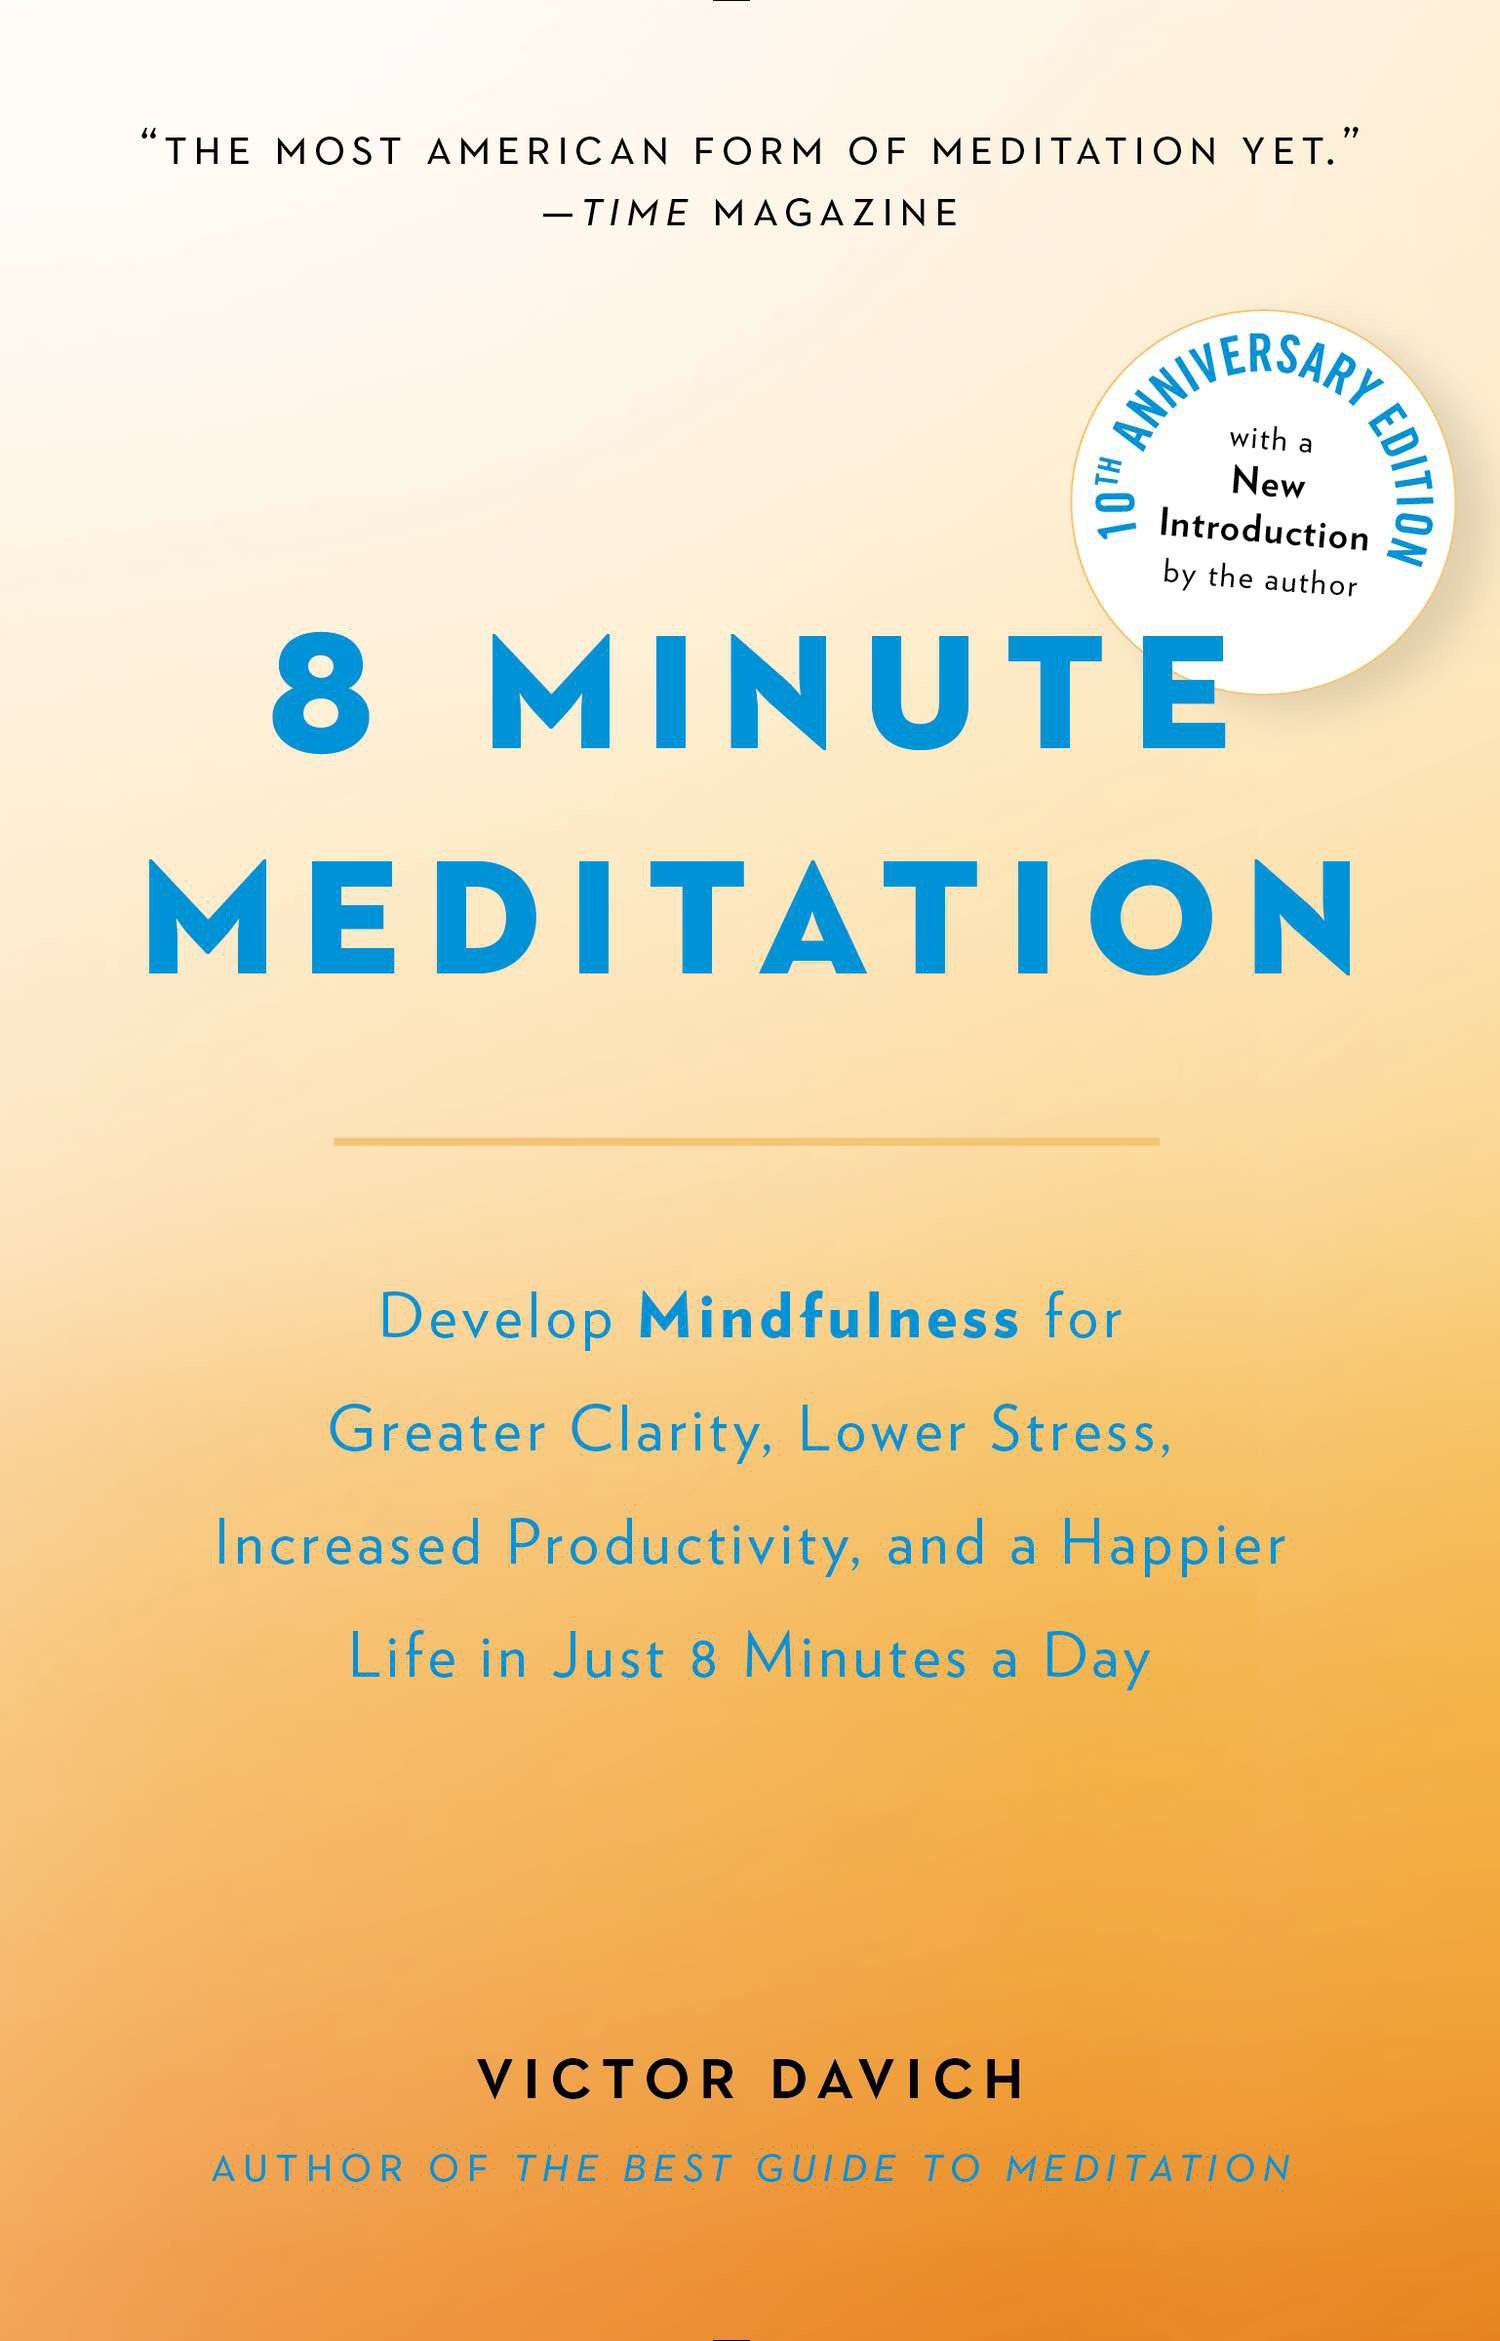 “THE MOST AMERICAN FORM OF MEDITATION YET.”
—TIME MAGAZINE
10TH ANNIVERSARY EDITION
with a
New
Introduction
by the author
8 MINUTE
MEDITATION
Develop Mindfulness for
Greater Clarity, Lower Stress,
Increased Productivity, and a Happier
Life in Just 8 Minutes a Day
VICTOR DAVICH
AUTHOR OF THE BEST GUIDE TO MEDITATION